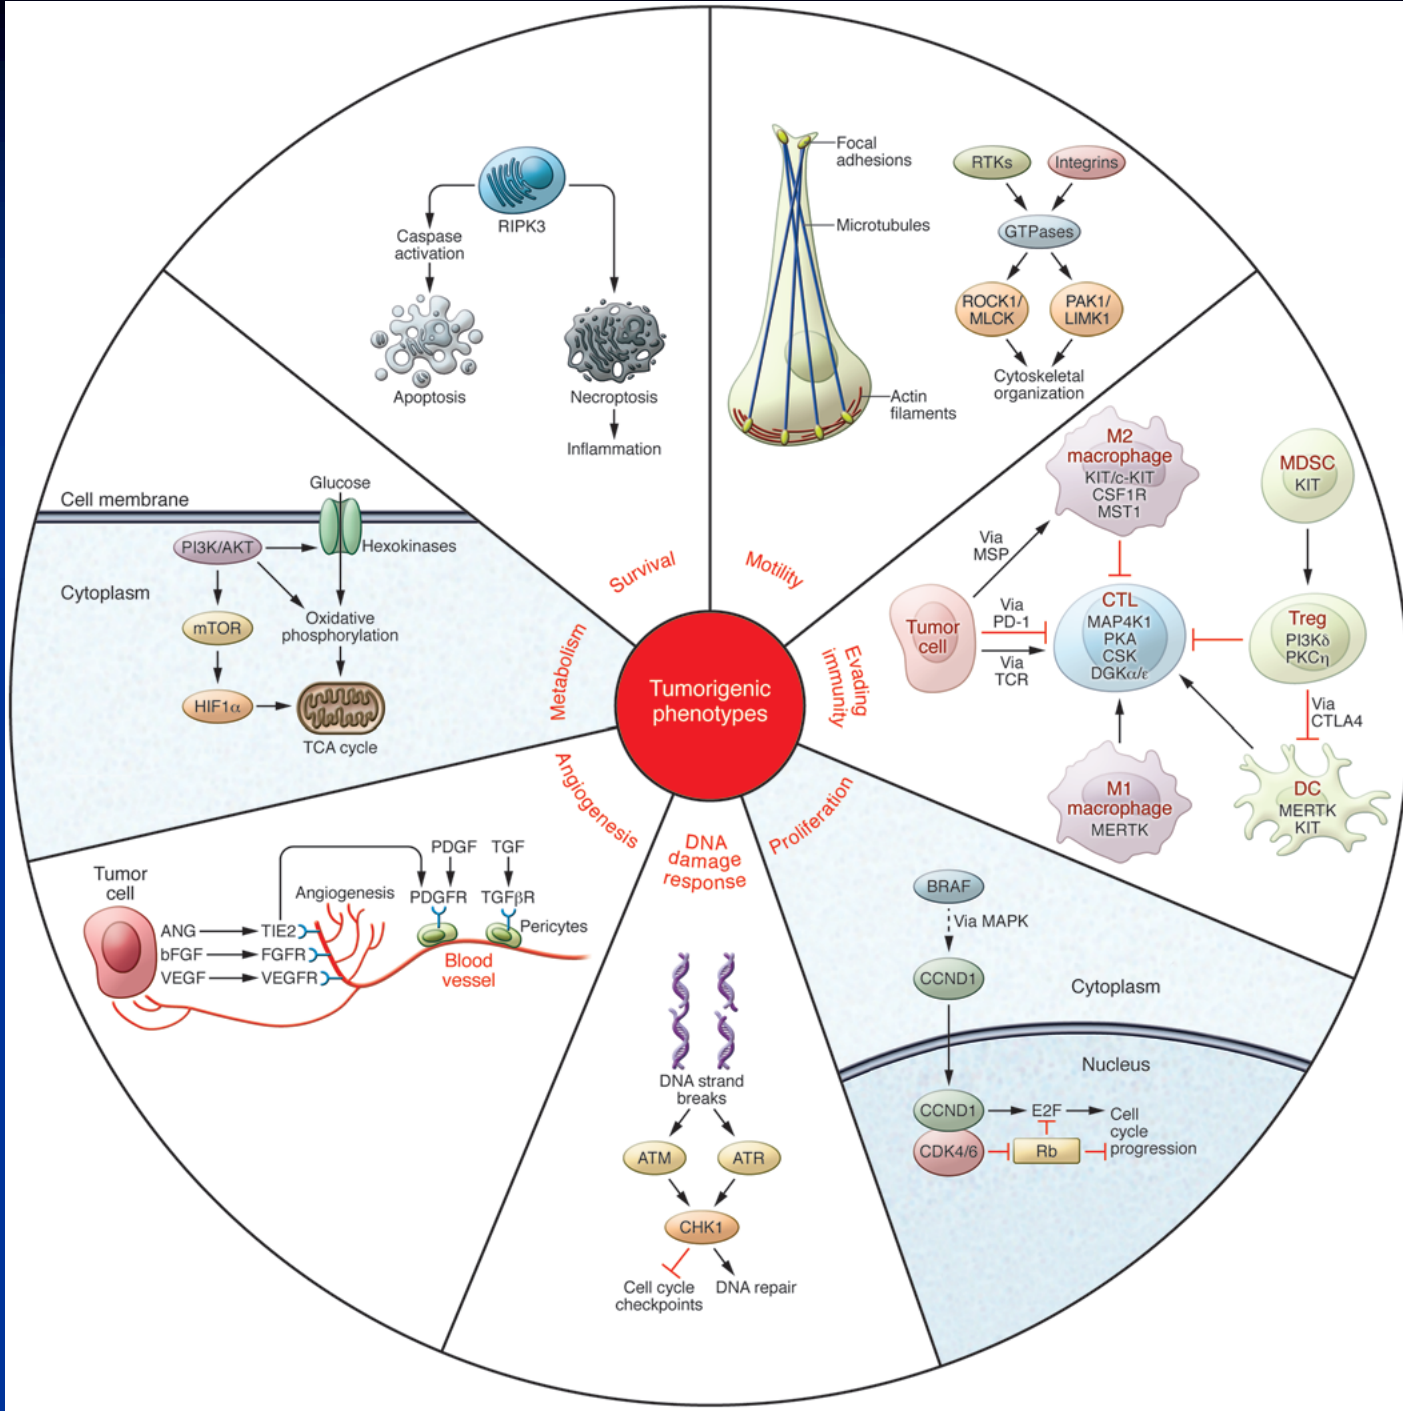 RIPK3
Caspase
activation
Apoptosis
Necroptosis
Inflammation
Survival
Focal
adhesions
Microtubules
Actin
filaments
RTKs
Integrins
GTPases
ROCK1/
MLCK
PAK1/
LIMK1
Cytoskeletal
organization
Motility
M2
macrophage
KIT/c-KIT
CSF1R
MST1
MDSC
KIT
Via
MSP
Tumor
cell
Via
PD-1
Via
TCR
CTL
MAP4K1
PKA
CSK
DGKα/ε
Treg
PI3Kδ
PKCη
Via
CTLA4
M1
macrophage
MERTK
DC
MERTK
KIT
Evading
immunity
Cell membrane
Glucose
PI3K/AKT
Hexokinases
Cytoplasm
mTOR
Oxidative
phosphorylation
HIF1α
TCA cycle
Metabolism
Tumorigenic
phenotypes
Angiogenesis
DNA
damage
response
Proliferation
Tumor
cell
ANG
bFGF
VEGF
TIE2
FGFR
VEGFR
Angiogenesis
PDGF
TGF
PDGFR
TGFβR
Pericytes
Blood
vessel
DNA strand
breaks
ATM
ATR
CHK1
Cell cycle
checkpoints
DNA repair
BRAF
Via MAPK
CCND1
Cytoplasm
Nucleus
CCND1
E2F
Cell
cycle
progression
CDK4/6
Rb